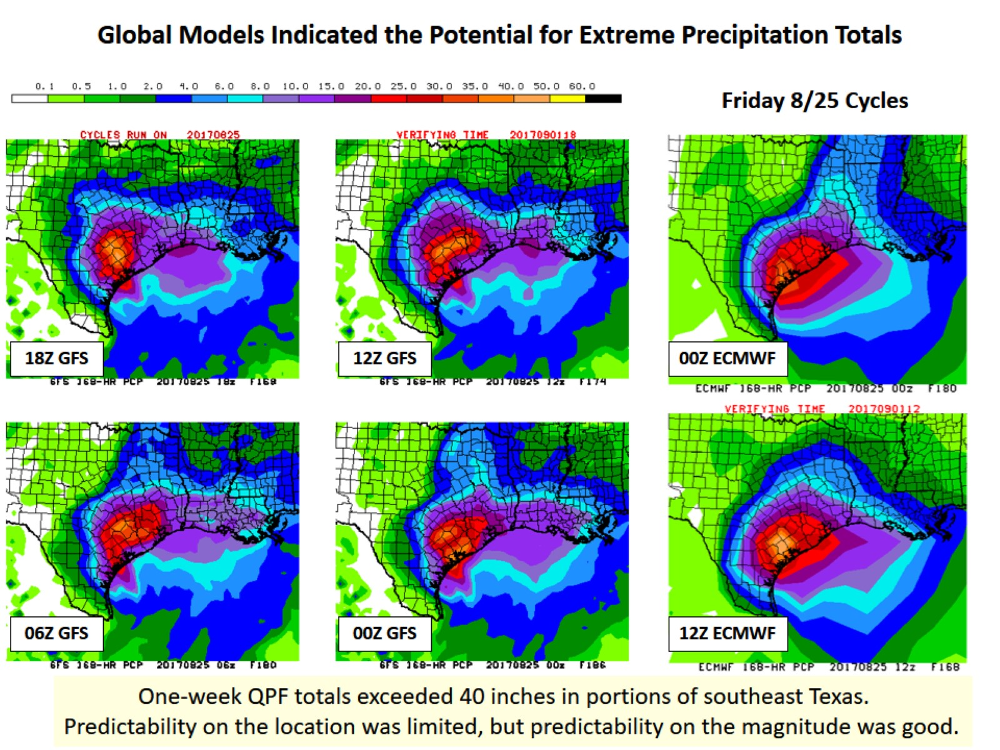 Global Models Indicated the Potential for Extreme Precipitation Totals
0.1 0.5 1.0 2.0 4.0 6.0 8.0 10.0 15.0 20.0 25.0 30.0 35.0 40.0 50.0 60.0
Friday 8/25 Cycles
CYCLES RUN ON 20170825
VERIFYING TIME 2017090118
18Z GFS
12Z GFS
00Z ECMWF
GFS 168-HR PCP 20170825 18z F168
GFS 168-HR PCP 20170825 12z F174
ECMWF 168-HR PCP 20170825 00z F180
VERIFYING TIME 2017090112
06Z GFS
00Z GFS
12Z ECMWF
GFS 168-HR PCP 20170825 06z F180
GFS 168-HR PCP 20170825 00z F186
ECMWF 168-HR PCP 20170825 12z F168
One-week QPF totals exceeded 40 inches in portions of southeast Texas.
Predictability on the location was limited, but predictability on the magnitude was good.